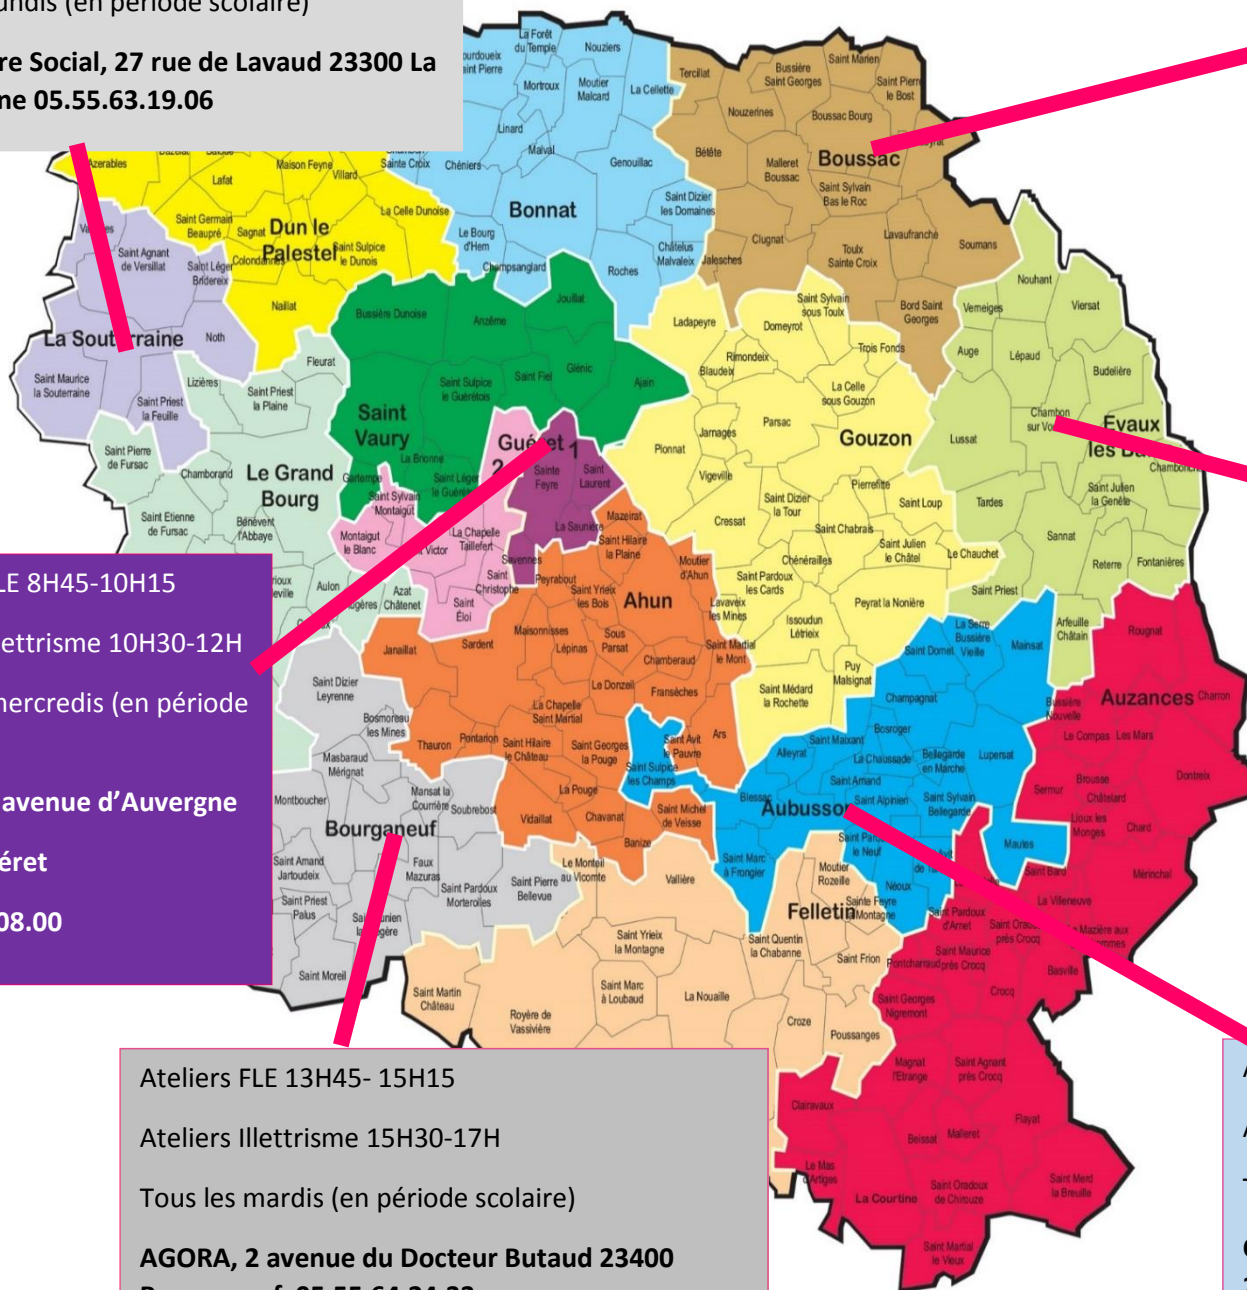 re Social, 27 rue de Lavaud 23300 La
ne 05.55.63.19.06
La Forêt
du Temple
Nouziers
Saint Pierre
Mortroux
Moutier
Malcard
La Cellette
Linard
Malval
Chéniers
Genouillac
Bonnat
Saint Dizier
les Domaines
Le Bourg
d'Hem
Châtelus
Malvaleix
Champsanglard
Roches
Tercillat
Bussière
Saint Georges
Saint Marien
Saint Pierre
le Bost
Nouzerines
Boussac Bourg
Bétête
Malleret
Boussac
Boussac
Saint Sylvain
Bas le Roc
Lavaufranche
Soumans
Clugnat
Toulx
Sainte Croix
Jalesches
Bord Saint
Georges
Azerables
Lafat
Maison Feyne
Villard
Sainte Croix
Saint Germain
Beaupré
Sagnat
Dun le
Palestel
La Celle Dunoise
Saint Sulpice
le Dunois
Colondannes
Naillat
Saint Agnant
de Versillat
Saint Léger
Bridereix
La Souterraine
Noth
Saint Maurice
la Souterraine
Saint Priest
la Feuille
Lizières
Fleurat
Saint Priest
la Plaine
Saint Pierre
de Fursac
Chamborand
Le Grand
Bourg
Saint Etienne
de Fursac
Bénévent
l'Abbaye
Aulon
Azat
Châtenet
Bussière Dunoise
Anzême
Jouillat
Saint Sulpice
le Guérétois
Saint Fiel
Glénic
Ajain
Saint
Vaury
La Brionne
Gartempe
Saint Léger
le Guérétois
Guéret
1
2
Sainte
Feyre
Saint
Laurent
La Saunière
Saint Sylvain
Montaigut
Montaigut
le Blanc
Victor
La Chapelle
Taillefert
Savennes
Saint
Christophe
Saint
Éloi
Ladapeyre
Domeyrot
Saint Sylvain
sous Toulx
Trois Fonds
Rimondeix
Blaudeix
La Celle
sous Gouzon
Parsac
Jarnages
Gouzon
Pionnat
Vigeville
Pierrefitte
Saint Loup
Saint Dizier
la Tour
Cressat
Saint Chabrais
Saint Julien
le Châtel
Le Chauchet
Chénérailles
Saint Pardoux
les Cards
Peyrat la Nonière
Lavaveix
les Mines
Issoudun
Létrieix
Puy
Malsignat
Saint Médard
la Rochette
Nouhant
Verneiges
Viersat
Auge
Lépaud
Budelière
Chambon
sur Vou
Evaux
les Ba
Lussat
Chambonch
Tardes
Saint Julien
la Genête
Sannat
Reterre
Fontanières
Saint Priest
Arfeuille
Châtain
Mazeirat
Saint Hilaire
la Plaine
Moutier
d'Ahun
Peyrabout
Saint Yrieix
les Bois
Ahun
Maisonnisses
Sous
Parsat
Lépinas
Chamberaud
Saint Martial
le Mont
Janaillat
Sardent
Le Donzeil
Fransèches
La Chapelle
Saint Martial
Thauron
Pontarion
Saint Hilaire
le Château
Saint Georges
la Pouge
Saint Avit
le Pauvre
Ars
Saint Sulpice
les Champs
La Pouge
Vidaillat
Chavanat
Saint Michel
de Veisse
Banize
La Serre
Bussière
Vieille
Mainsat
Saint Domet
Champagnat
Bosroger
Saint Maixant
Alleyrat
La Chaussade
Bellegarde
en Marche
Lupersat
Saint Amand
Blessac
Aubusson
Saint Alpinien
Saint Sylvain
Bellegarde
le Neuf
Mautes
Saint Marc
à Frongier
Néoux
Rougnat
Auzances
Charron
Bussière
Nouvelle
Le Compas
Les Mars
Brousse
Dontreix
Sermur
Châtelard
Lioux les
Monges
Chard
Saint Bard
Mérinchal
La Villeneuve
Saint Pardoux
d'Arnet
près Crocq
Mazière aux
Saint Maurice
près Crocq
Pontcharraud
Basville
Crocq
Saint Georges
Nigremont
Magnat
l'Etrange
Saint Agnant
près Crocq
Flayat
Clairavaux
Beissat
Malleret
Le Mas
d'Artiges
La Courtine
Saint Oradoux
de Chirouze
Saint Merd
la Breuille
Saint Martial
le Vieux
Saint Dizier
Leyrenne
Bosmoreau
les Mines
Masbaraud
Mérignat
Montboucher
Mansat la
Courrière
Soubrebost
Bourganeuf
Saint Amand
Jartoudeix
Faux
Mazuras
Saint Pardoux
Morterolles
Saint Pierre
Bellevue
Saint Priest
Palus
Saint Moreil
Le Monteil
au Vicomte
Vallière
Moutier
Rozeille
Felletin
Sainte Feyre
la Montagne
Saint Yrieix
la Montagne
Saint Quentin
la Chabanne
Saint Frion
Saint Martin
Château
Saint Marc
à Loubaud
La Nouaille
Royère de
Vassivière
Croze
Poussanges
LE 8H45-10H15
lettrisme 10H30-12H
mercredis (en période
avenue d’Auvergne
éret
08.00
Ateliers FLE 13H45- 15H15
Ateliers Illettrisme 15H30-17H
Tous les mardis (en période scolaire)
AGORA, 2 avenue du Docteur Butaud 23400